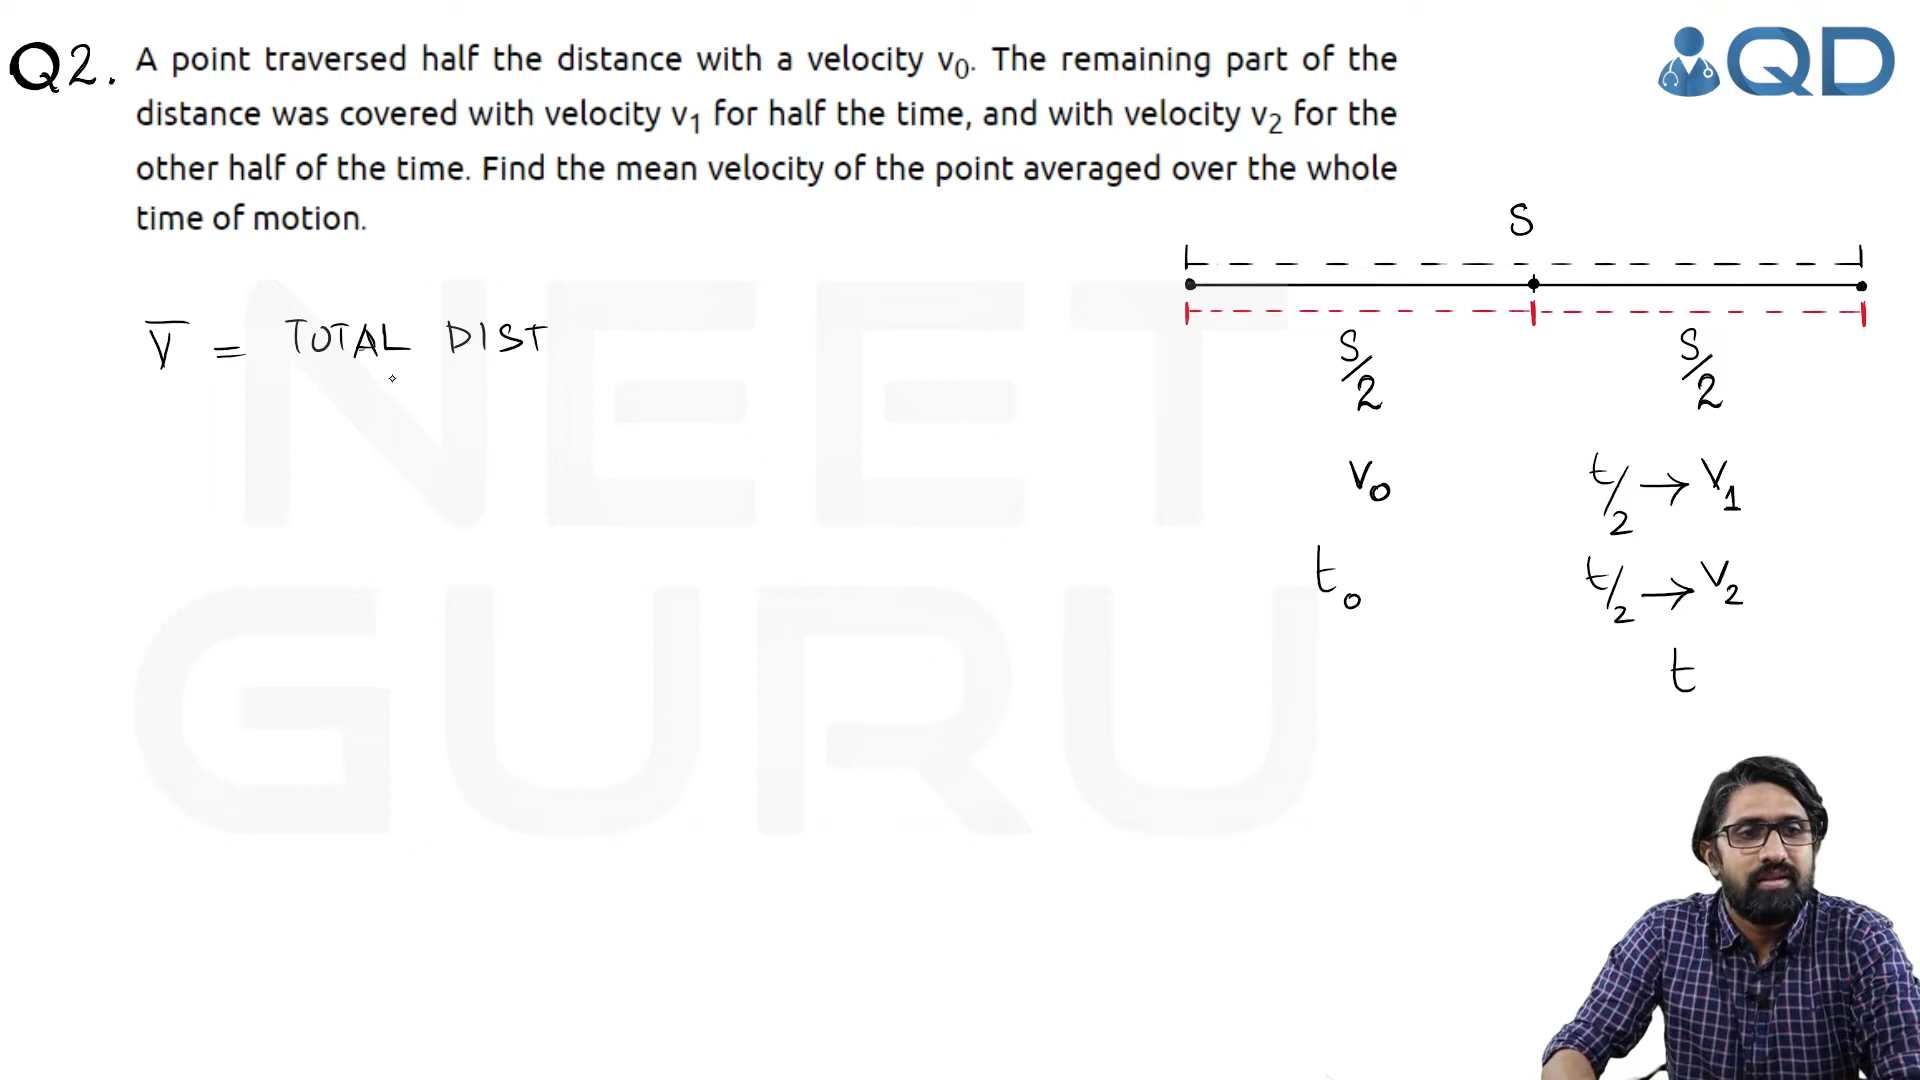 Q2. A point traversed half the distance with a velocity v₀. The remaining part of the
distance was covered with velocity v₁ for half the time, and with velocity v₂ for the
other half of the time. Find the mean velocity of the point averaged over the whole
time of motion.
QD
S
V̅ = TOTAL DIST
S/2 S/2
V₀ t/2 → V₁
t₀ t/2 → V₂
t
NEET
GURU